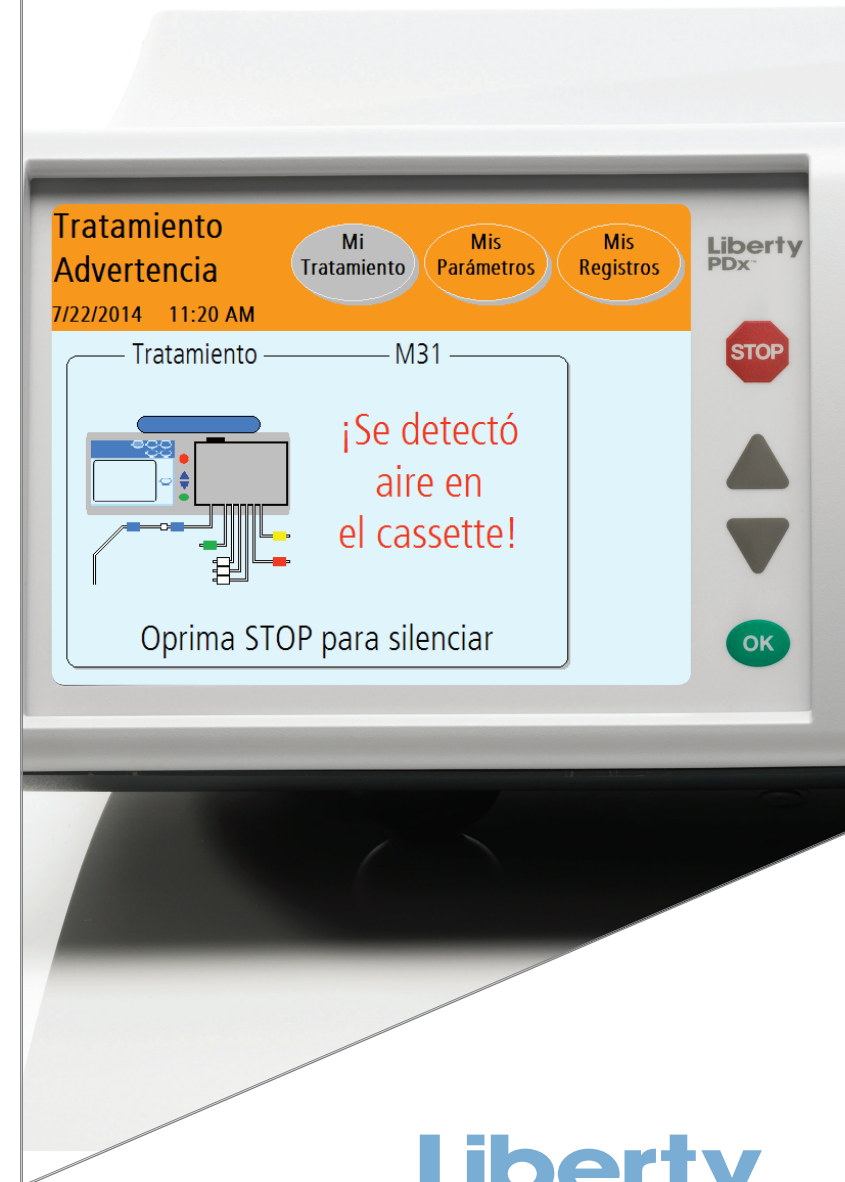 Tratamiento
Advertencia
7/22/2014 11:20 AM
Mi
Tratamiento
Mis
Parámetros
Mis
Registros
Liberty
PDx™
STOP
Tratamiento M31
¡Se detectó
aire en
el cassette!
Oprima STOP para silenciar
OK
Liberty